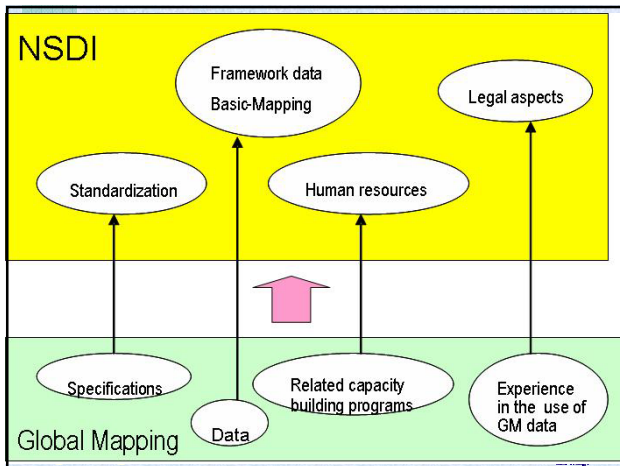 NSDI
Framework data
Basic-Mapping
Legal aspects
Standardization
Human resources
Specifications
Related capacity
building programs
Experience
in the use of
GM data
Data
Global Mapping